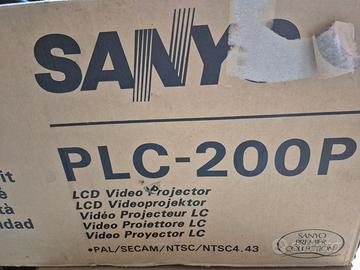 SANYO
PLC-200P
LCD Video Projector
LCD Videoprojektor
Vidéo Projecteur LC
Video Proiettore LC
Video Proyector LC
•PAL/SECAM/NTSC/NTSC4.43
SANYO
PREMIER
COLLECTION